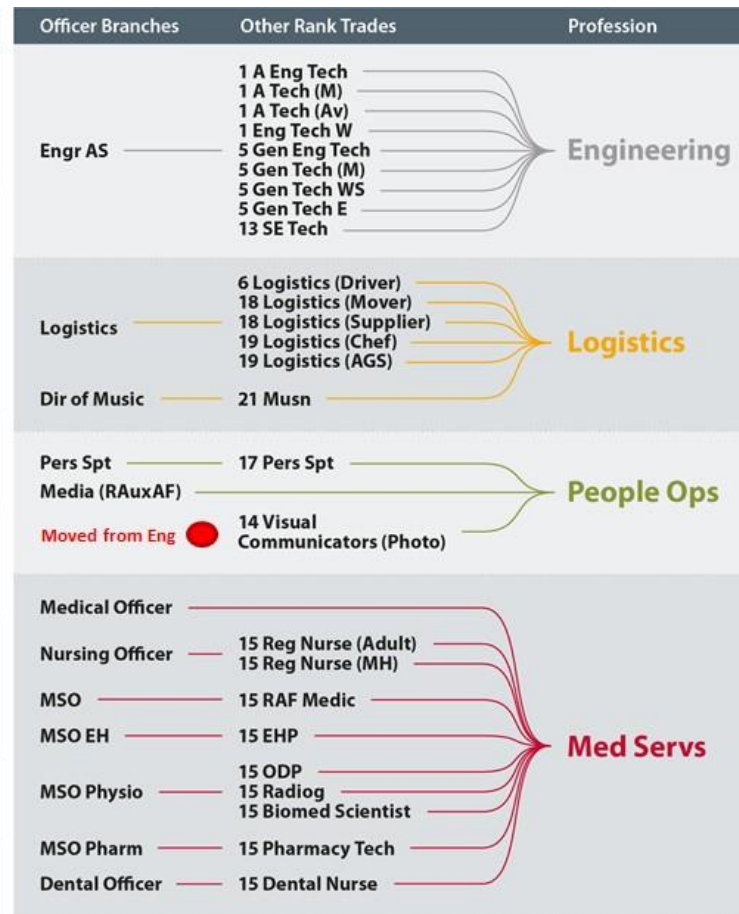 Officer Branches Other Rank Trades Profession
1 A Eng Tech
1 A Tech (M)
1 A Tech (Av)
1 Eng Tech W
Engr AS 5 Gen Eng Tech Engineering
5 Gen Tech (M)
5 Gen Tech WS
5 Gen Tech E
13 SE Tech
6 Logistics (Driver)
18 Logistics (Mover)
Logistics 18 Logistics (Supplier) Logistics
19 Logistics (Chef)
19 Logistics (AGS)
Dir of Music 21 Musn
Pers Spt 17 Pers Spt
Media (RAuxAF) People Ops
Moved from Eng 14 Visual
Communicators (Photo)
Medical Officer
Nursing Officer 15 Reg Nurse (Adult)
15 Reg Nurse (MH)
MSO 15 RAF Medic
MSO EH 15 EHP Med Servs
15 ODP
MSO Physio 15 Radiog
15 Biomed Scientist
MSO Pharm 15 Pharmacy Tech
Dental Officer 15 Dental Nurse